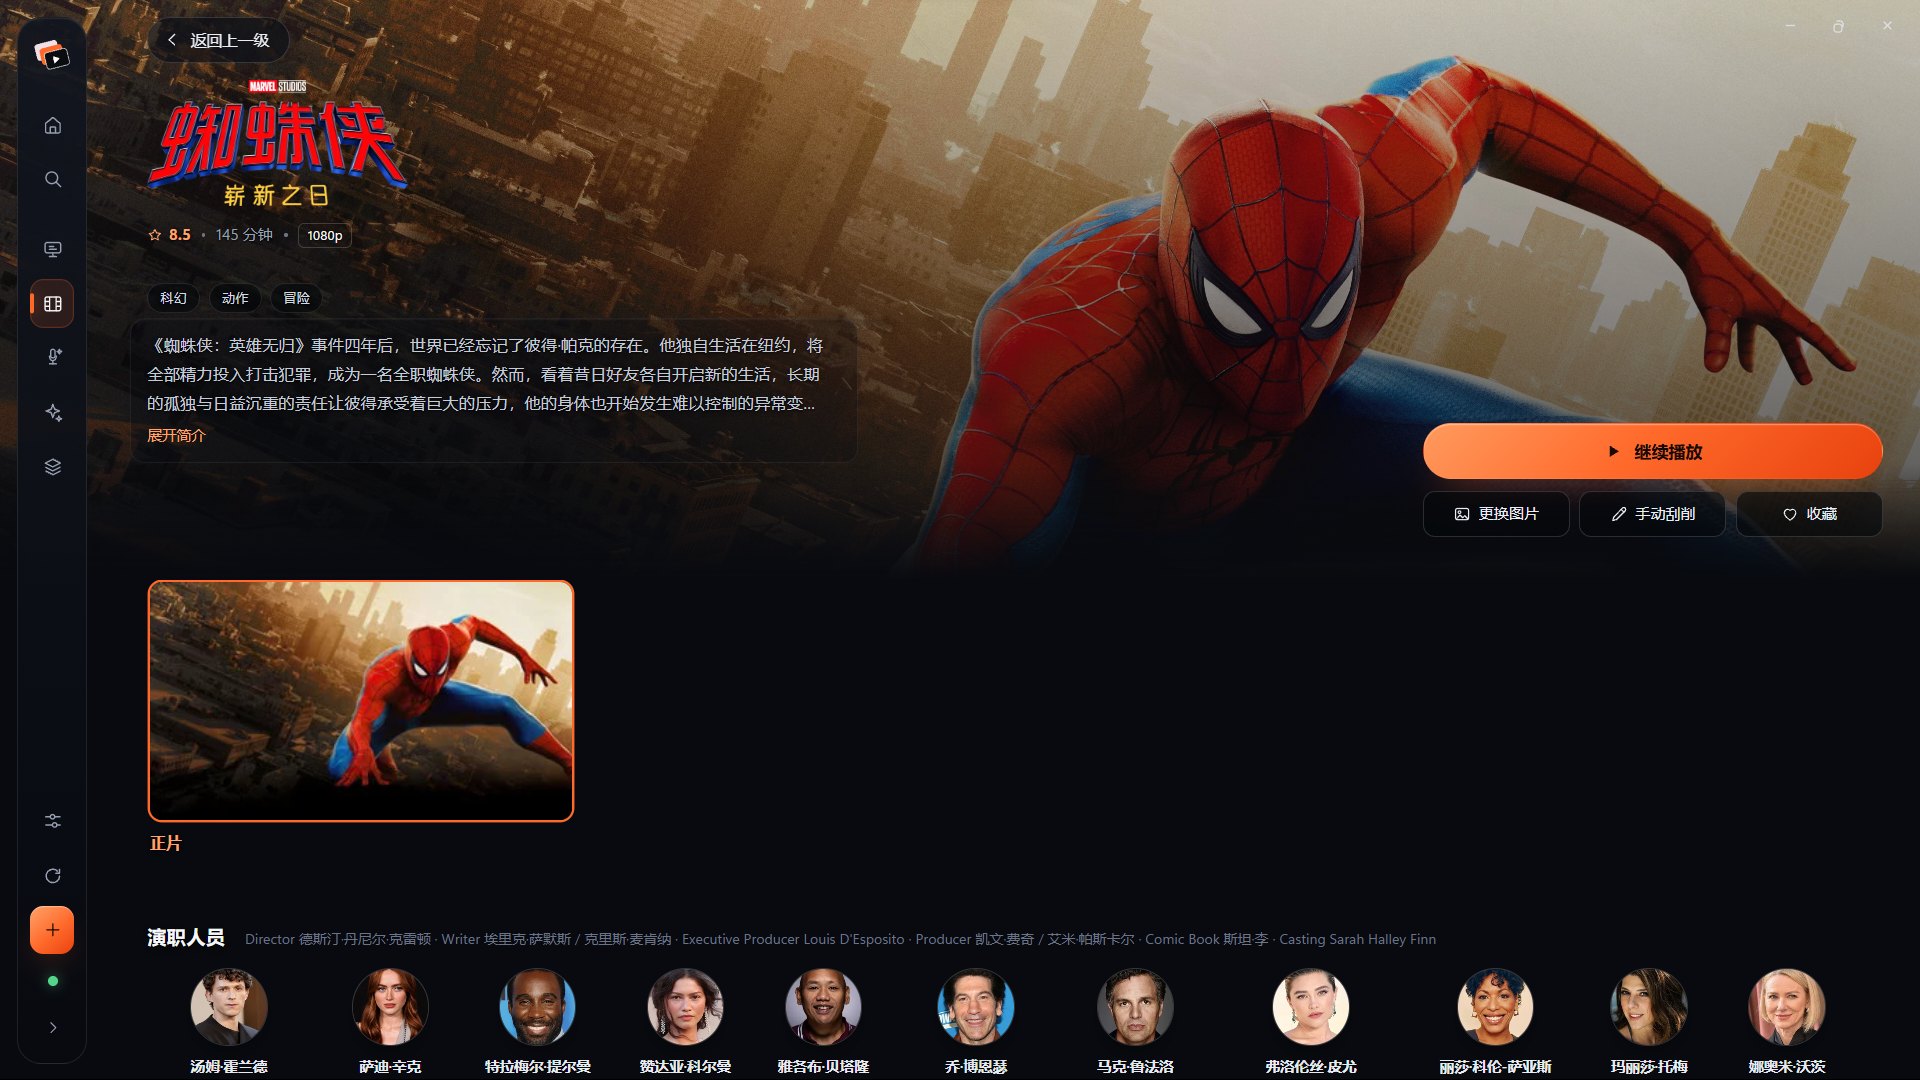 返回上一级
MARVEL STUDIOS
蜘蛛侠
崭新之日
8.5 • 145 分钟 • 1080p
科幻 动作 冒险
《蜘蛛侠：英雄无归》事件四年后，世界已经忘记了彼得·帕克的存在。他独自生活在纽约，将
全部精力投入打击犯罪，成为一名全职蜘蛛侠。然而，看着昔日好友各自开启新的生活，长期
的孤独与日益沉重的责任让彼得承受着巨大的压力，他的身体也开始发生难以控制的异常变...
展开简介
继续播放
更换图片 手动刮削 收藏
正片
演职人员 Director 德斯汀·丹尼尔·克雷顿 · Writer 埃里克·萨默斯 / 克里斯·麦肯纳 · Executive Producer Louis D'Esposito · Producer 凯文·费奇 / 艾米·帕斯卡尔 · Comic Book 斯坦·李 · Casting Sarah Halley Finn
汤姆·霍兰德 萨迪·辛克 特拉梅尔·提尔曼 赞达亚·科尔曼 雅各布·贝塔隆 乔·博恩瑟 马克·鲁法洛 弗洛伦丝·皮尤 丽莎·科伦-萨亚斯 玛丽莎·托梅 娜奥米·沃茨